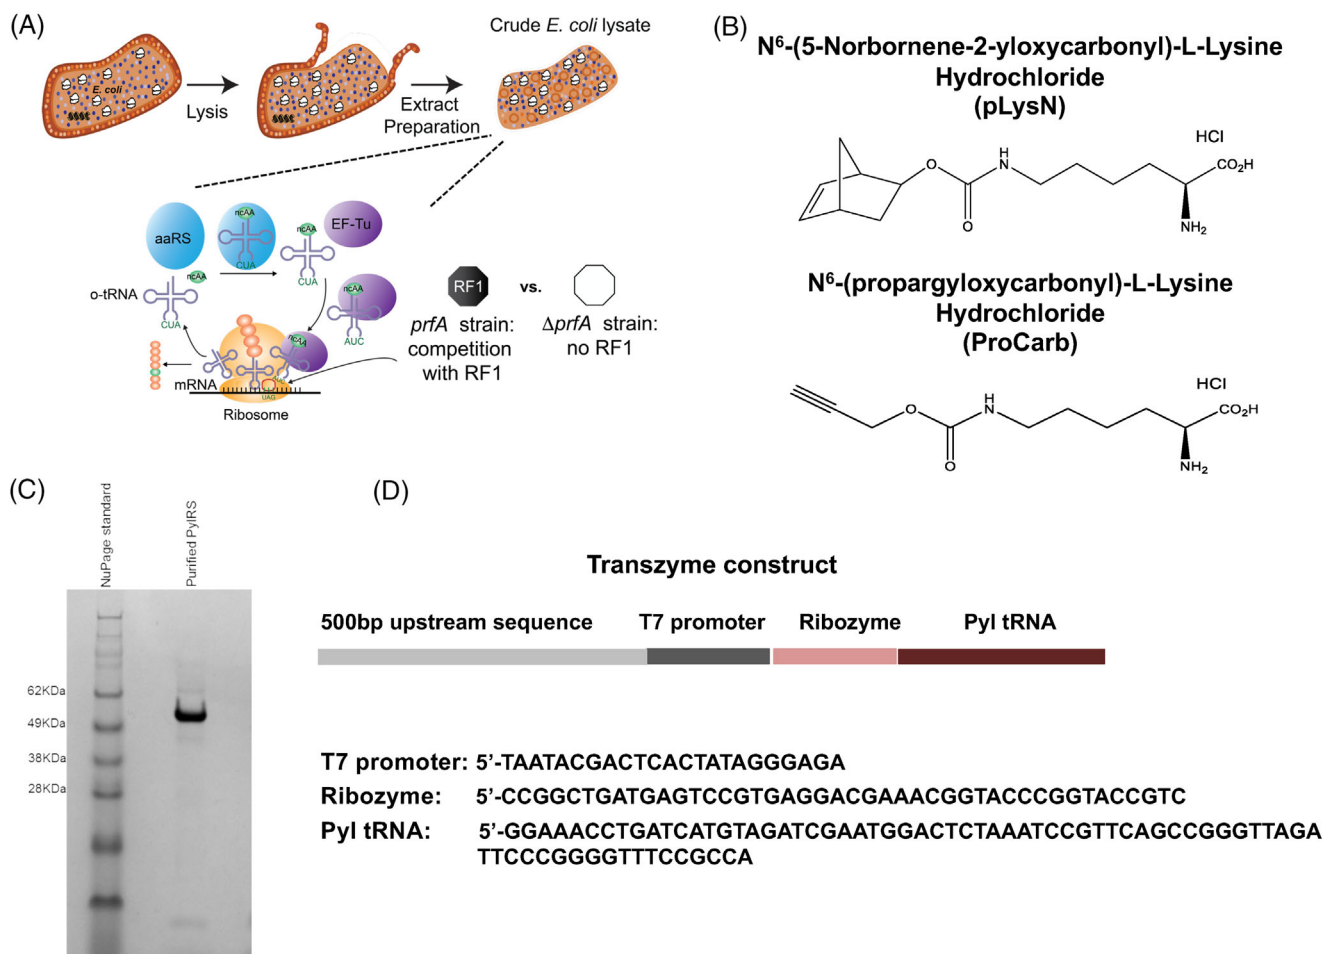 (A)
Crude E. coli lysate
E. coli
Lysis
Extract
Preparation
aaRS
ncAA
CUA
ncAA
CUA
EF-Tu
ncAA
o-tRNA
CUA
ncAA
AUC
ncAA
mRNA
UAG
Ribosome
RF1
vs.
prfA strain:
competition
with RF1
ΔprfA strain:
no RF1
(B)
N⁶-(5-Norbornene-2-yloxycarbonyl)-L-Lysine
Hydrochloride
(pLysN)
HCl
O
O
H
N
CO₂H
NH₂
N⁶-(propargyloxycarbonyl)-L-Lysine
Hydrochloride
(ProCarb)
HCl
O
O
H
N
CO₂H
NH₂
(C)
NuPage standard
Purified PylRS
62KDa
49KDa
38KDa
28KDa
(D)
Transzyme construct
500bp upstream sequence T7 promoter Ribozyme Pyl tRNA
T7 promoter: 5’-TAATACGACTCACTATAGGGAGA
Ribozyme: 5’-CCGGCTGATGAGTCCGTGAGGACGAAACGGTACCCGGTACCGTC
Pyl tRNA: 5’-GGAAACCTGATCATGTAGATCGAATGGACTCTAAATCCGTTCAGCCGGGTTAGA
TTCCCGGGGTTTCCGCCA